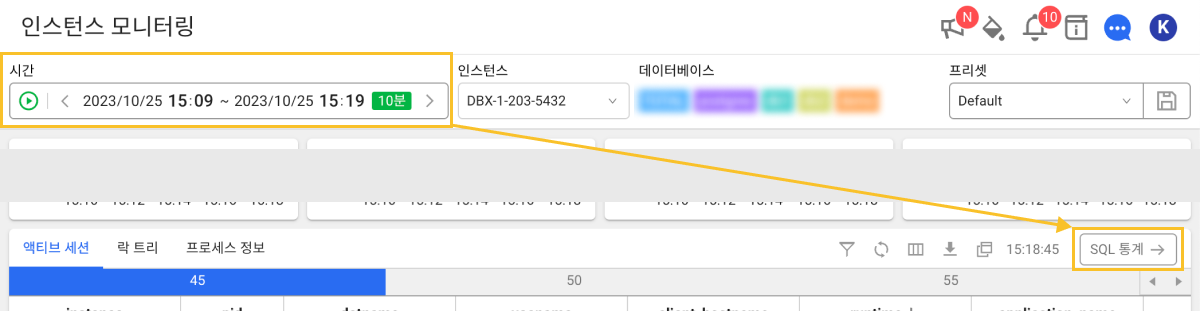 인스턴스 모니터링
N
10
K
시간
인스턴스
데이터베이스
프리셋
2023/10/25 15:09 ~ 2023/10/25 15:19 10분
DBX-1-203-5432
Default
액티브 세션
락 트리
프로세스 정보
15:18:45
SQL 통계 →
45
50
55